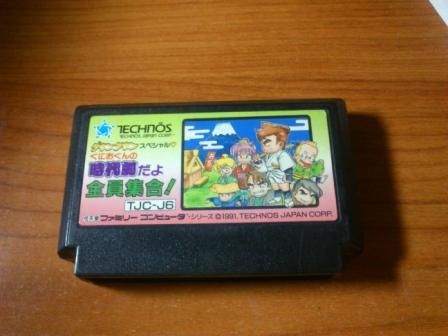 TECHNŌS
TECHNOS JAPAN CORP.
ダウンタウンスペシャル
くにおくんの
時代劇だよ
全員集合!
TJC-J6
ファミリー コンピュータ シリーズ ©1991, TECHNOS JAPAN CORP.